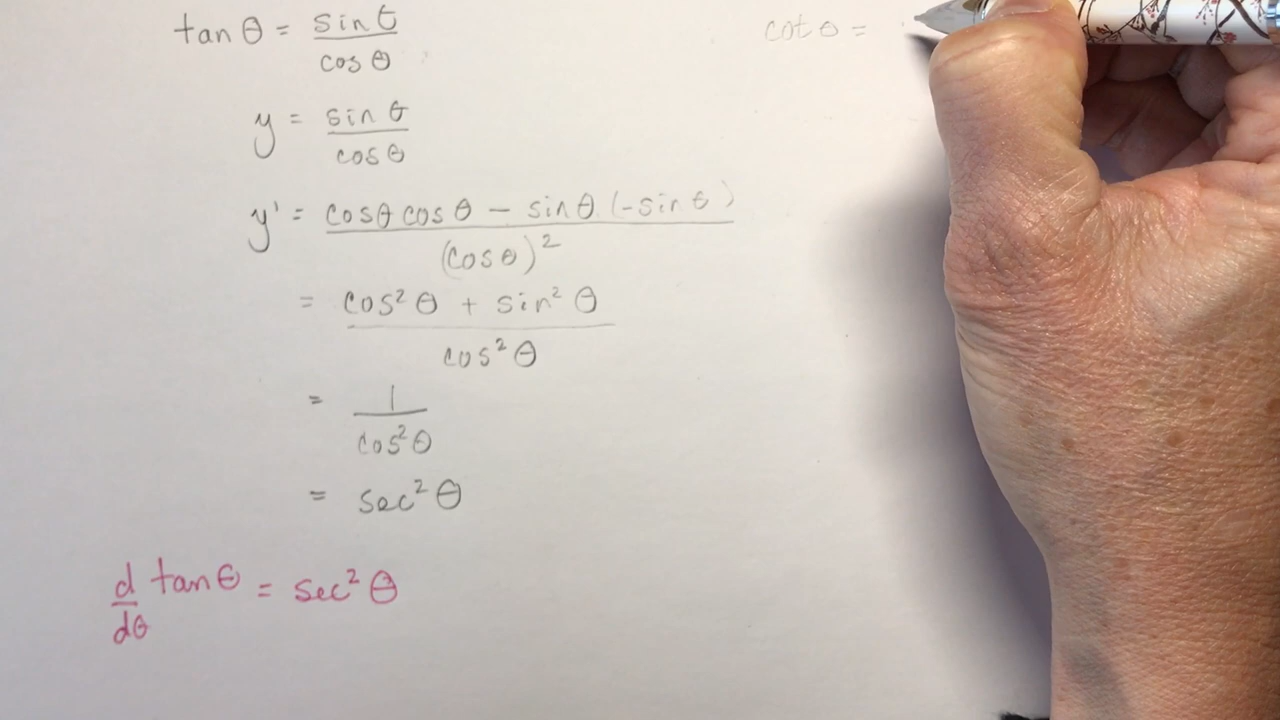 tan θ = sin θ / cos θ
y = sin θ / cos θ
y' = cosθ cos θ − sin θ (−sin θ) / (cos θ)²
= cos² θ + sin² θ / cos² θ
= 1 / cos² θ
= sec² θ
d/dθ tan θ = sec² θ
cot θ =